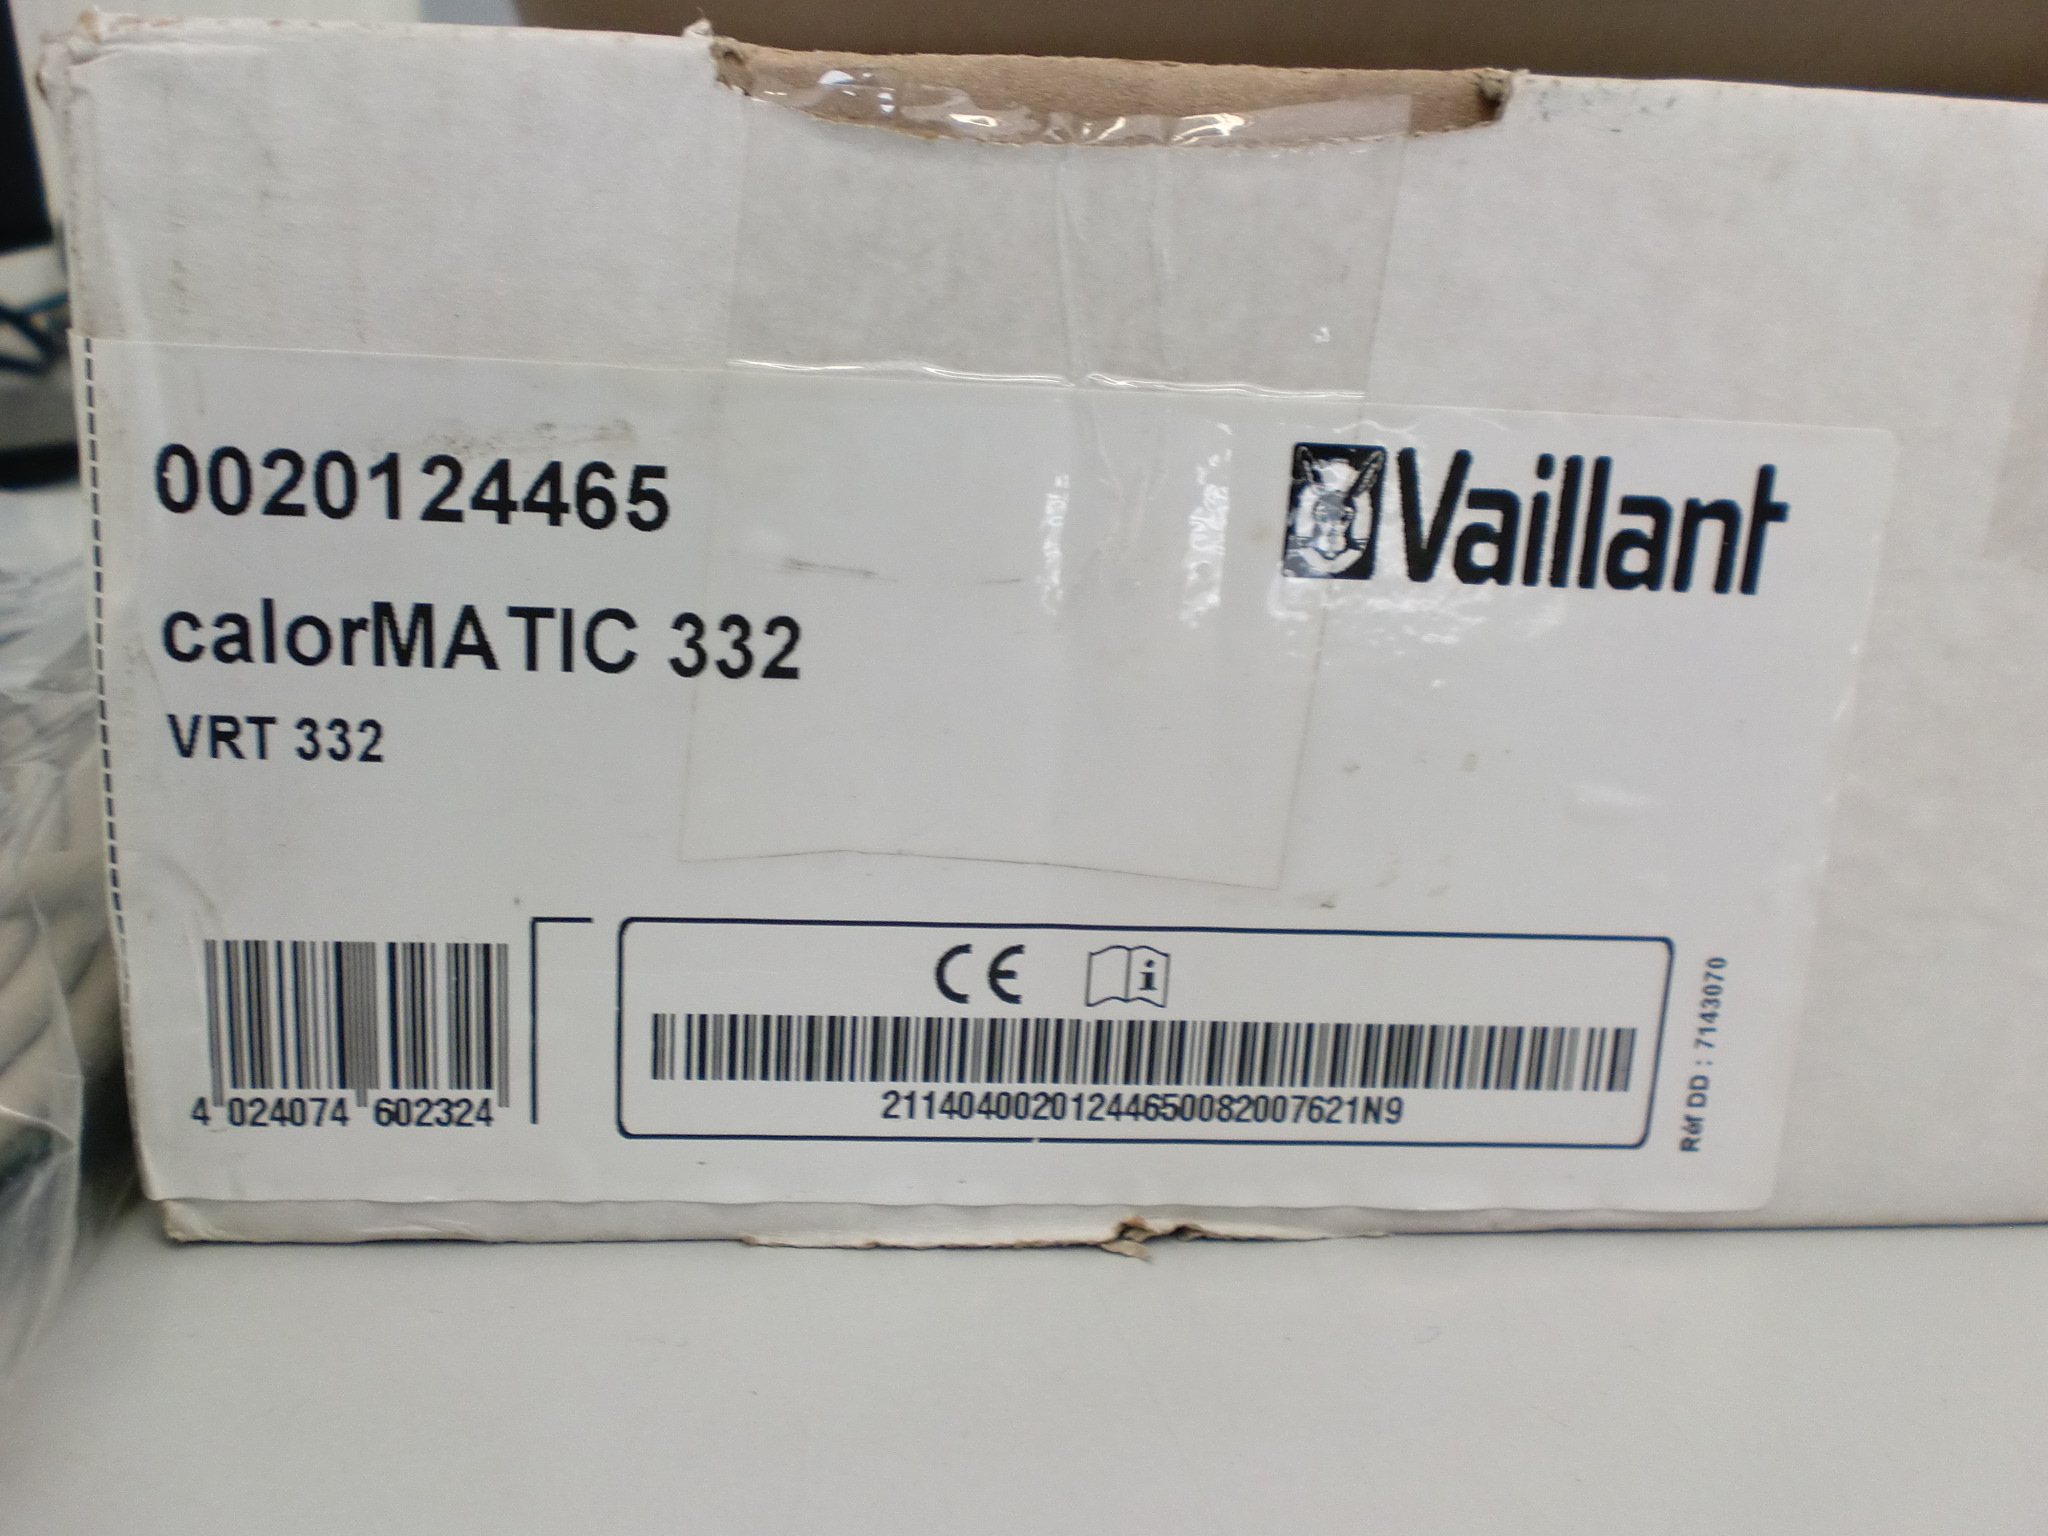 0020124465
Vaillant
calorMATIC 332
VRT 332
CE i
4 024074 602324
21140400201244650082007621N9
Réf DD : 7143070